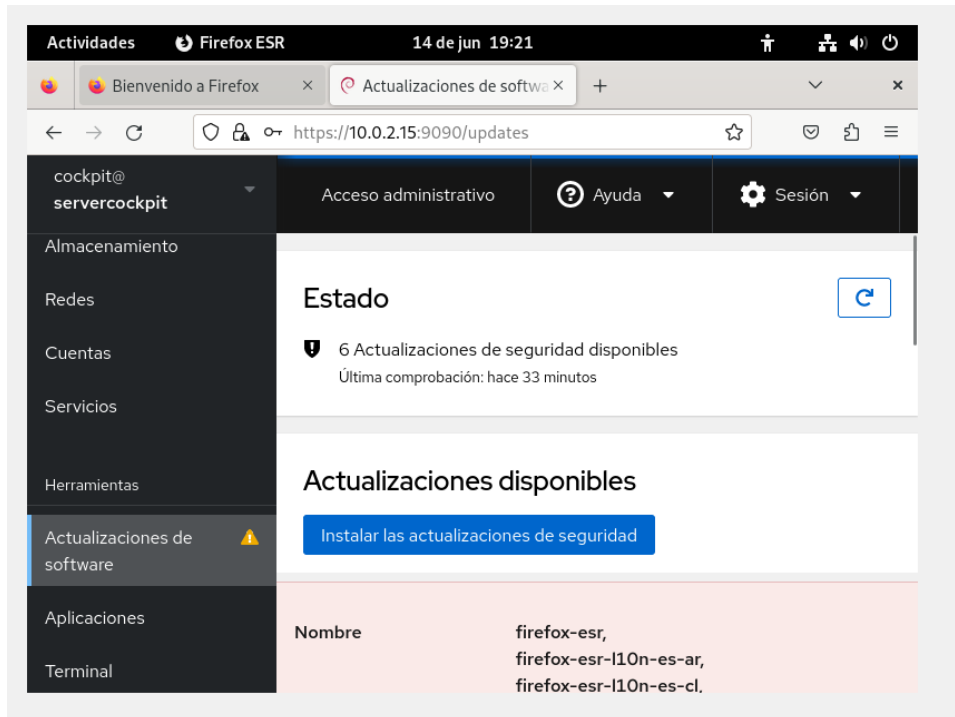 Actividades Firefox ESR 14 de jun 19:21
Bienvenido a Firefox Actualizaciones de softwa
https://10.0.2.15:9090/updates
cockpit@
servercockpit
Acceso administrativo Ayuda Sesión
Almacenamiento
Redes
Cuentas
Servicios
Herramientas
Actualizaciones de
software
Aplicaciones
Terminal
Estado
6 Actualizaciones de seguridad disponibles
Última comprobación: hace 33 minutos
Actualizaciones disponibles
Instalar las actualizaciones de seguridad
Nombre firefox-esr,
firefox-esr-l10n-es-ar,
firefox-esr-l10n-es-cl,